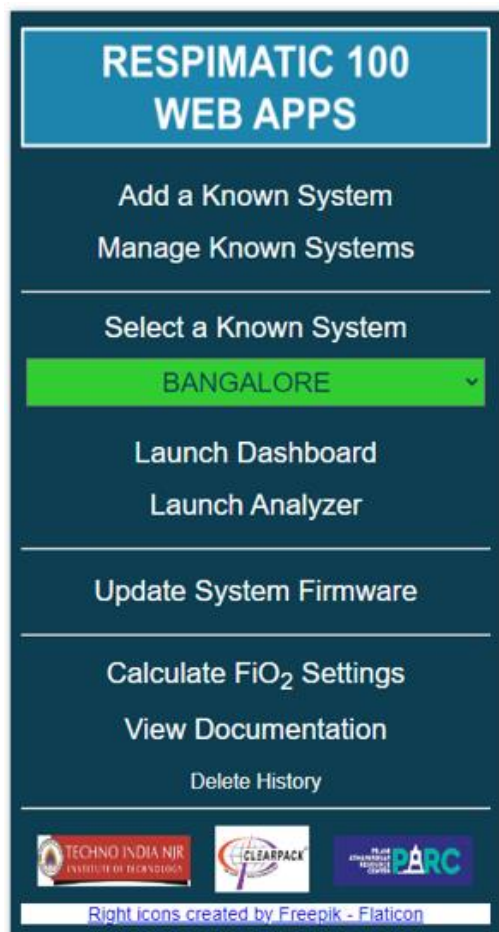 RESPIMATIC 100
WEB APPS
Add a Known System
Manage Known Systems
Select a Known System
BANGALORE
Launch Dashboard
Launch Analyzer
Update System Firmware
Calculate FiO₂ Settings
View Documentation
Delete History
TECHNO INDIA NJR
INSTITUTE OF TECHNOLOGY
CLEARPACK
RESOURCE
CENTER
PARC
Right icons created by Freepik - Flaticon